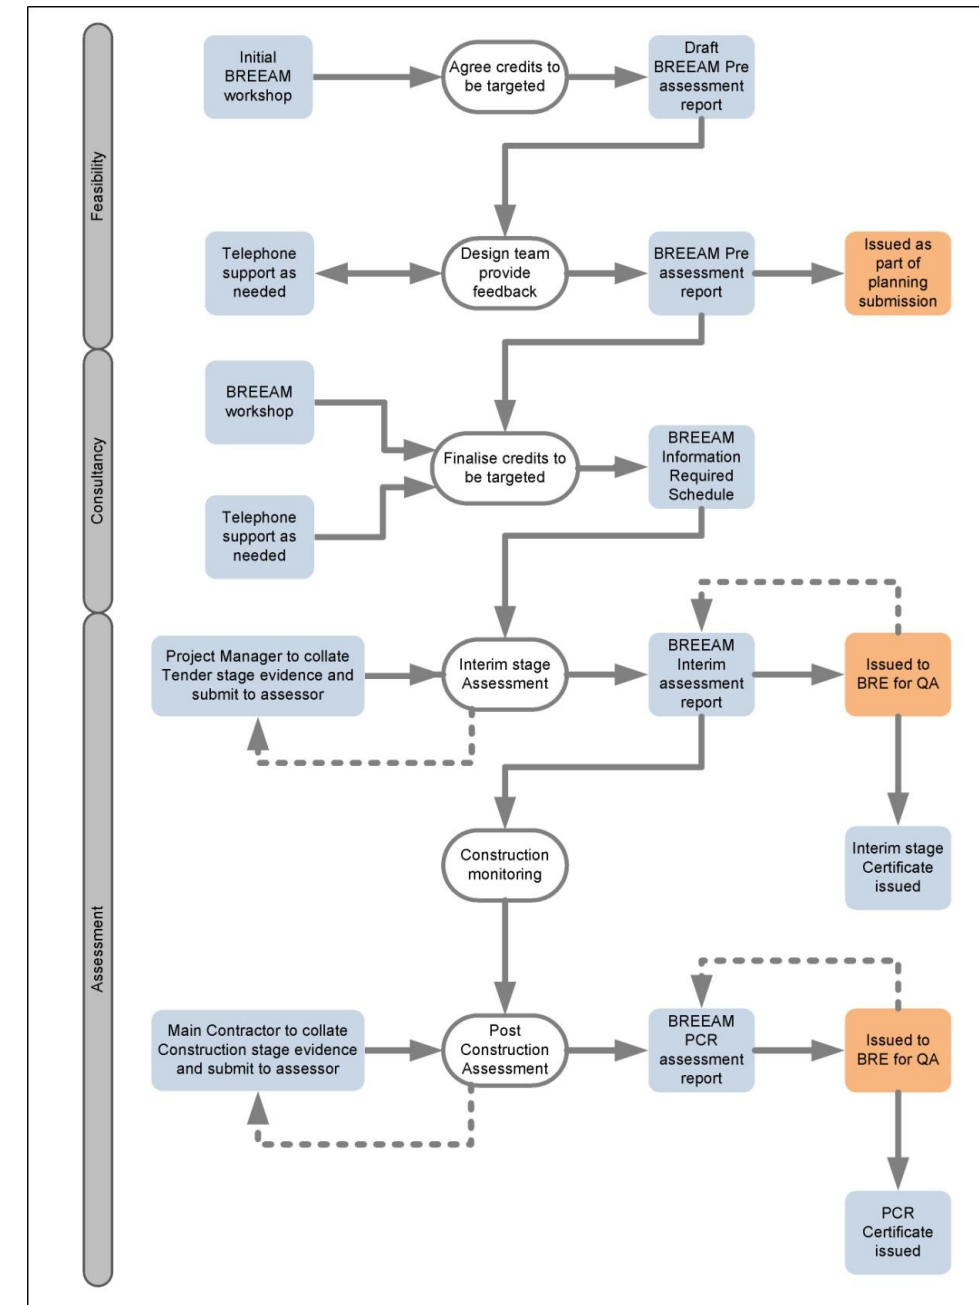 Feasibility
Initial
BREEAM
workshop
Agree credits to
be targeted
Draft
BREEAM Pre
assessment
report
Telephone
support as
needed
Design team
provide
feedback
BREEAM Pre
assessment
report
Issued as
part of
planning
submission
Consultancy
BREEAM
workshop
Finalise credits to
be targeted
BREEAM
Information
Required
Schedule
Telephone
support as
needed
Assessment
Project Manager to collate
Tender stage evidence and
submit to assessor
Interim stage
Assessment
BREEAM
Interim
assessment
report
Issued to
BRE for QA
Construction
monitoring
Interim stage
Certificate
issued
Main Contractor to collate
Construction stage evidence
and submit to assessor
Post
Construction
Assessment
BREEAM
PCR
assessment
report
Issued to
BRE for QA
PCR
Certificate
issued